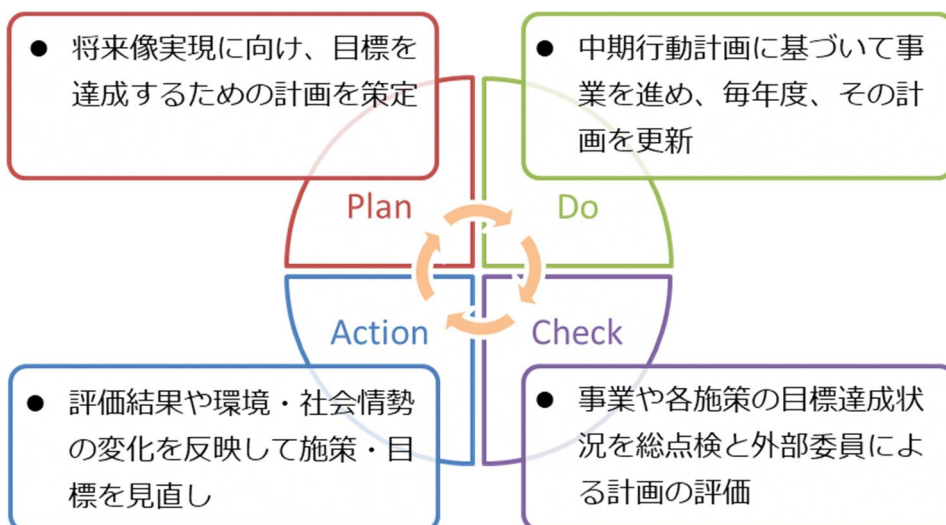 ● 将来像実現に向け、目標を
達成するための計画を策定
● 中期行動計画に基づいて事
業を進め、毎年度、その計
画を更新
Plan
Do
Action
Check
● 評価結果や環境・社会情勢
の変化を反映して施策・目
標を見直し
● 事業や各施策の目標達成状
況を総点検と外部委員によ
る計画の評価